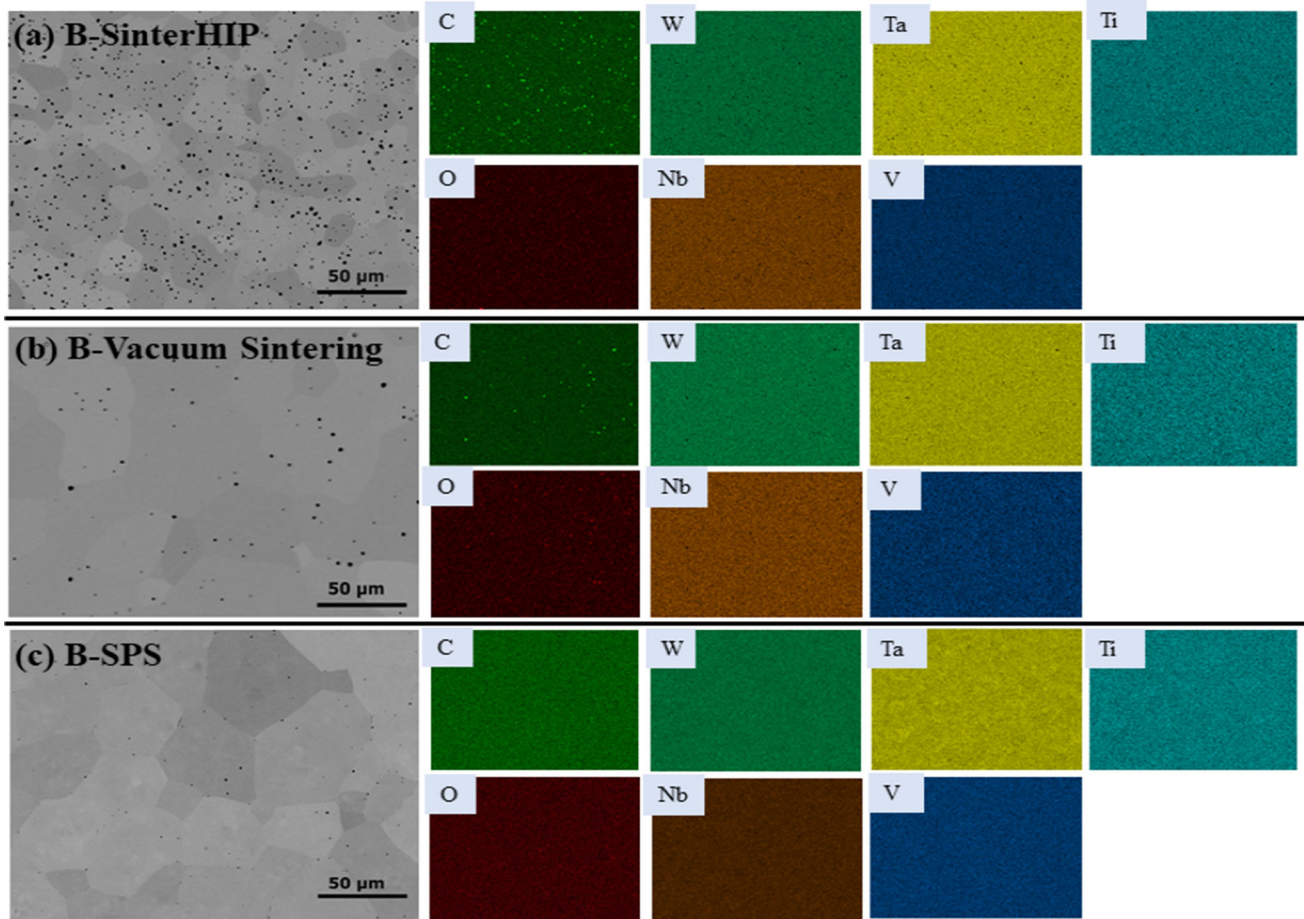 (a) B-SinterHIP
C
W
Ta
Ti
O
Nb
V
50 µm
(b) B-Vacuum Sintering
C
W
Ta
Ti
O
Nb
V
50 µm
(c) B-SPS
C
W
Ta
Ti
O
Nb
V
50 µm